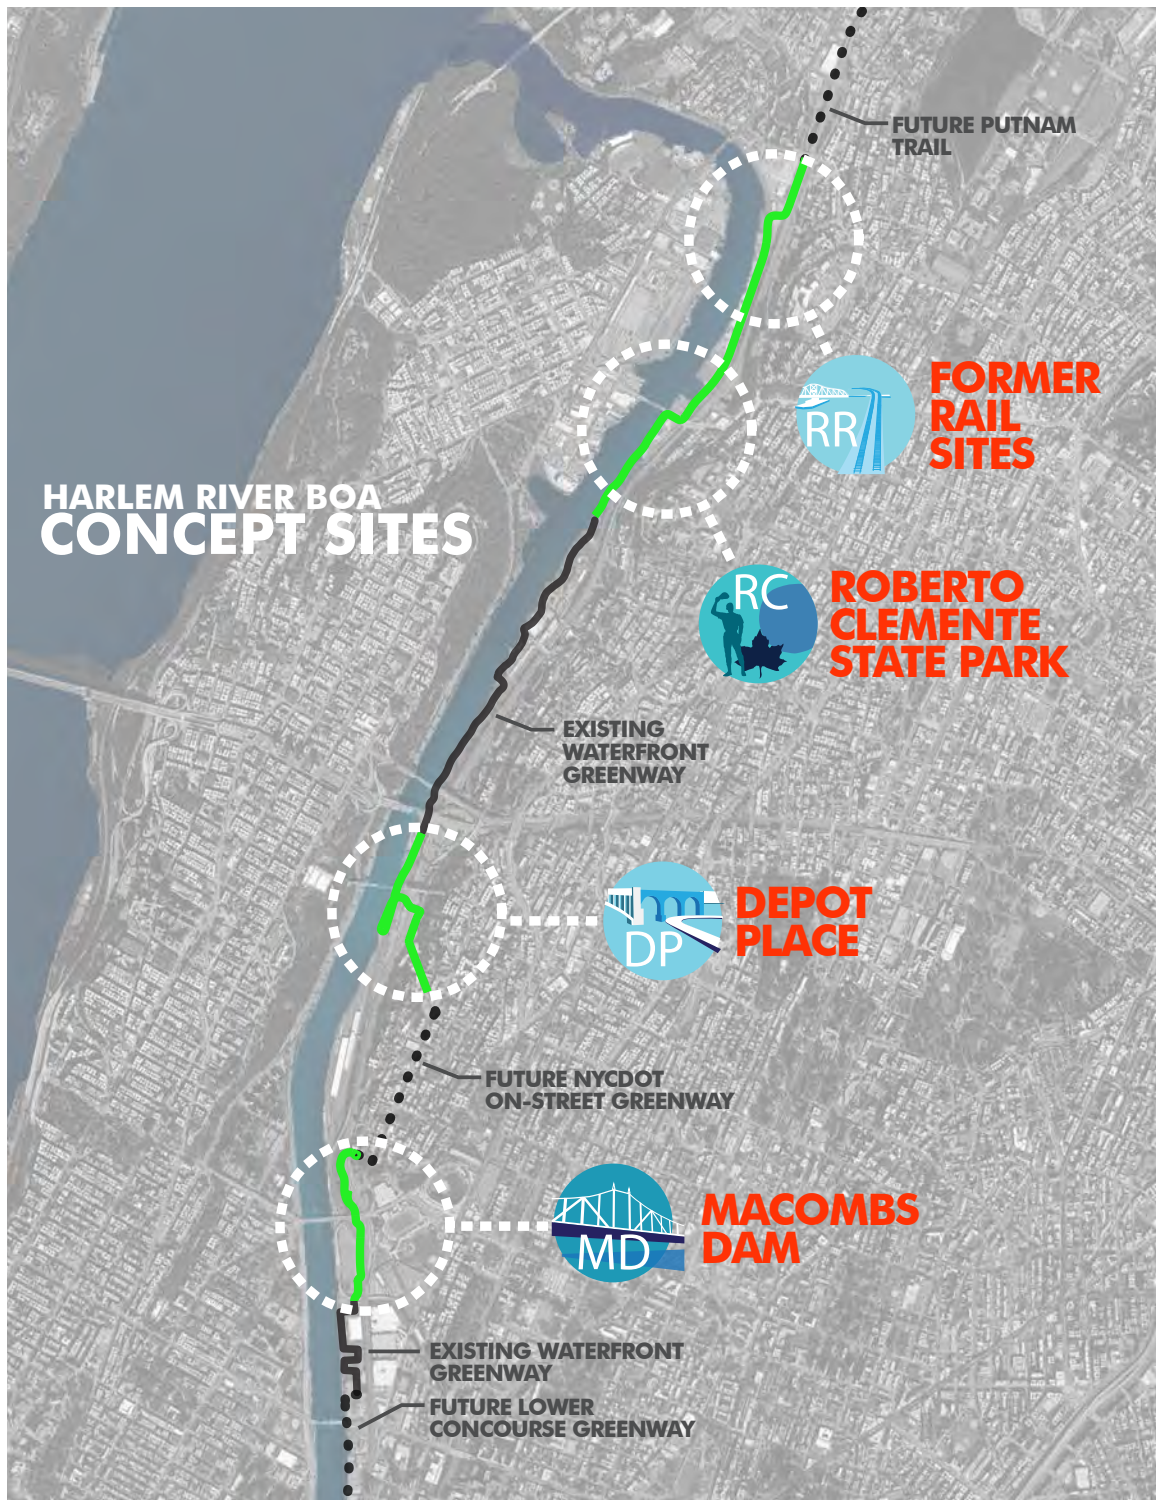 FUTURE PUTNAM
TRAIL
RR
FORMER
RAIL
SITES
HARLEM RIVER BOA
CONCEPT SITES
RC
ROBERTO
CLEMENTE
STATE PARK
EXISTING
WATERFRONT
GREENWAY
DP
DEPOT
PLACE
FUTURE NYCDOT
ON-STREET GREENWAY
MD
MACOMBS
DAM
EXISTING WATERFRONT
GREENWAY
FUTURE LOWER
CONCOURSE GREENWAY